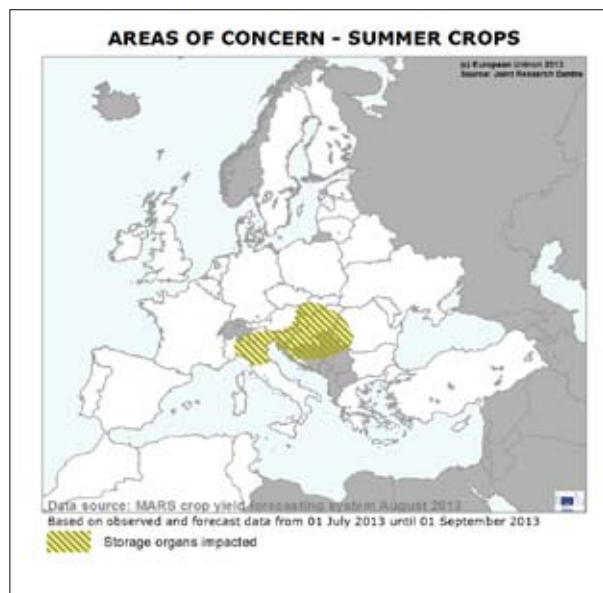 AREAS OF CONCERN - SUMMER CROPS
(c) European Union 2013
Source: Joint Research Centre
Data source: MARS crop yield forecasting system August 2013
Based on observed and forecast data from 01 July 2013 until 01 September 2013
Storage organs impacted